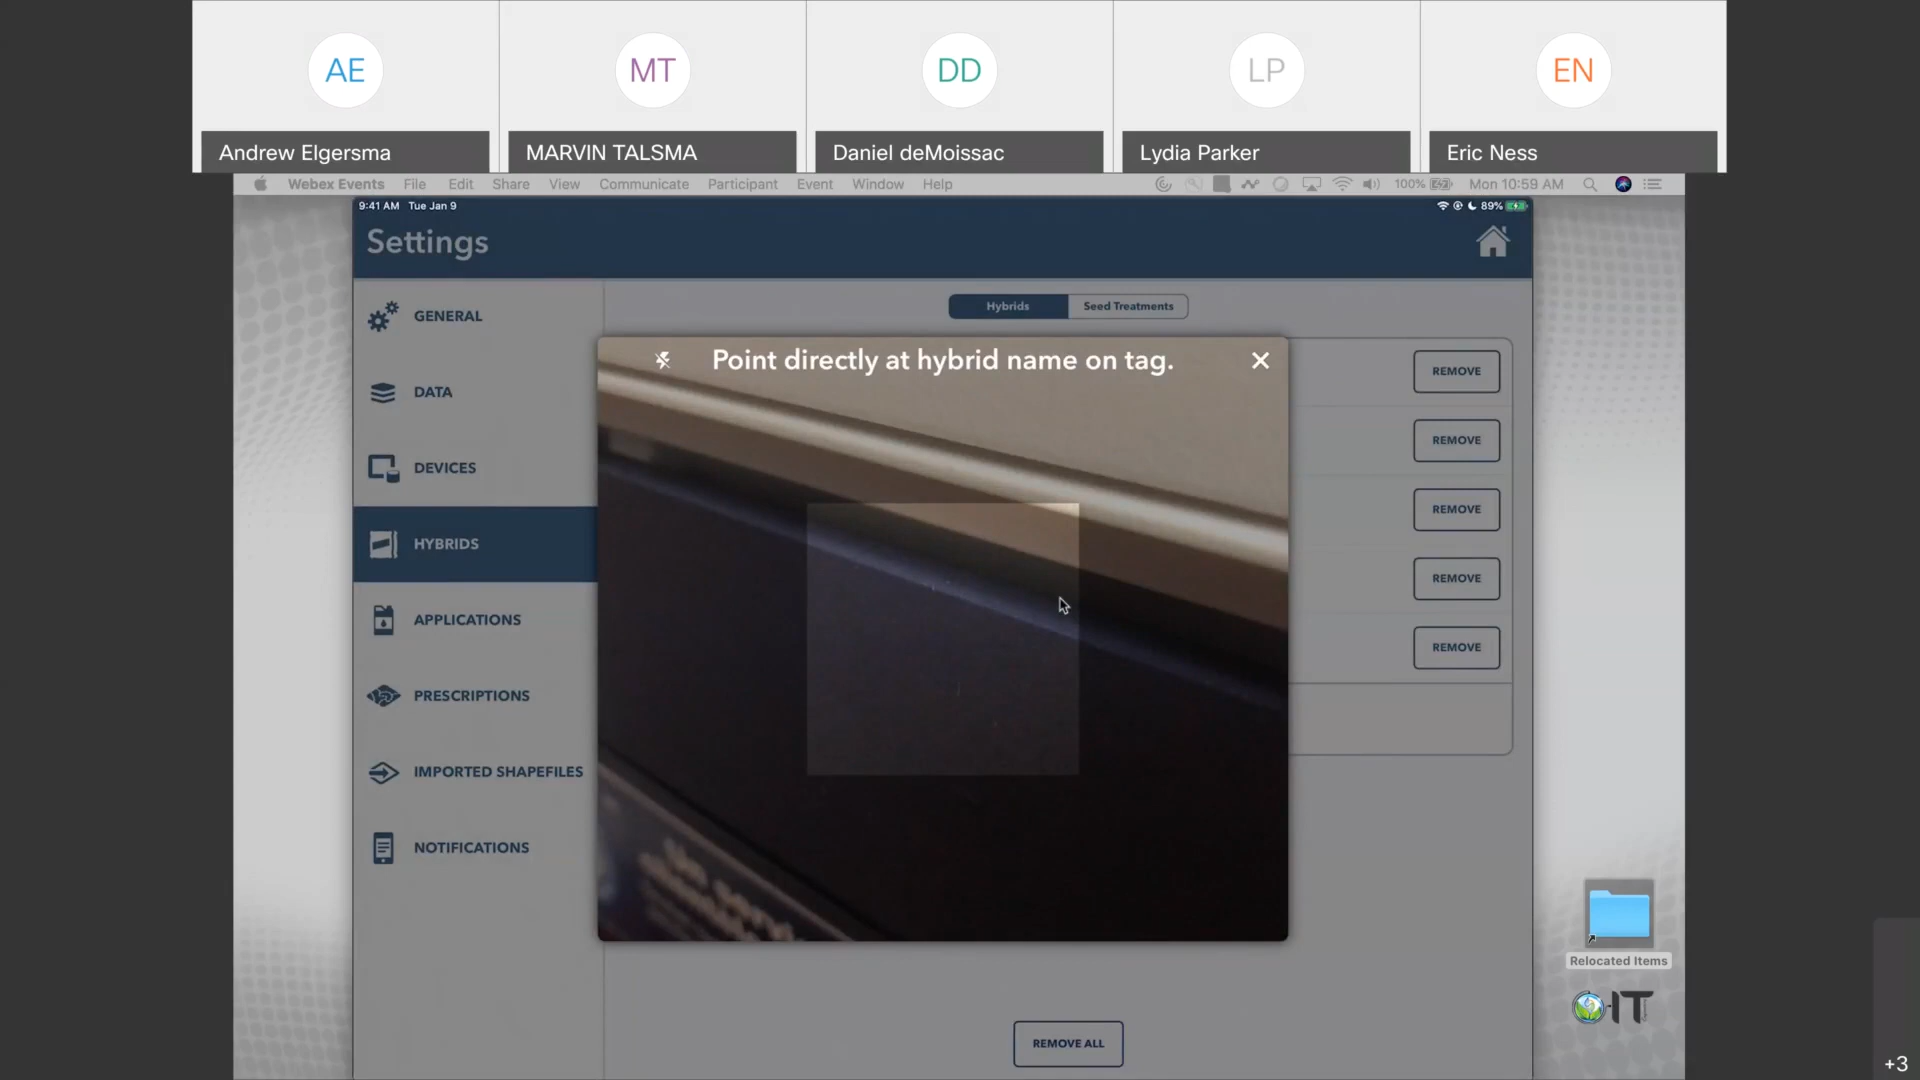 AE
MT
DD
LP
EN
Andrew Elgersma
MARVIN TALSMA
Daniel deMoissac
Lydia Parker
Eric Ness
Webex Events File Edit Share View Communicate Participant Event Window Help 100% Mon 10:59 AM
9:41 AM Tue Jan 9 89%
Settings
Hybrids Seed Treatments
GENERAL
DATA
DEVICES
HYBRIDS
APPLICATIONS
PRESCRIPTIONS
IMPORTED SHAPEFILES
NOTIFICATIONS
Point directly at hybrid name on tag.
REMOVE
REMOVE
REMOVE
REMOVE
REMOVE
REMOVE ALL
Relocated Items
IT
+3